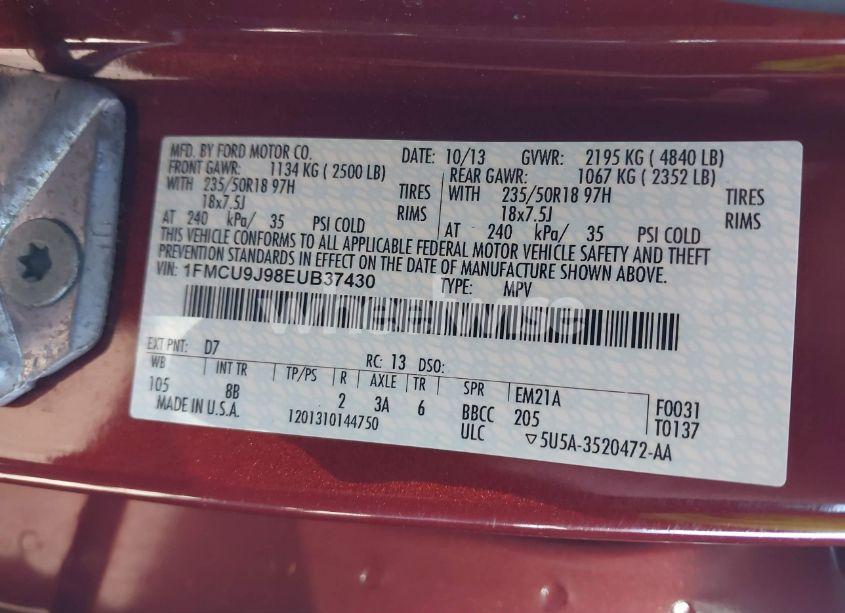 MFD. BY FORD MOTOR CO. DATE: 10/13 GVWR: 2195 KG ( 4840 LB)
FRONT GAWR: 1134 KG ( 2500 LB) REAR GAWR: 1067 KG ( 2352 LB)
WITH 235/50R18 97H TIRES WITH 235/50R18 97H TIRES
18x7.5J RIMS 18x7.5J RIMS
AT 240 kPa/ 35 PSI COLD AT 240 kPa/ 35 PSI COLD
THIS VEHICLE CONFORMS TO ALL APPLICABLE FEDERAL MOTOR VEHICLE SAFETY AND THEFT
PREVENTION STANDARDS IN EFFECT ON THE DATE OF MANUFACTURE SHOWN ABOVE.
VIN: 1FMCU9J98EUB37430 TYPE: MPV
EXT PNT: D7 RC: 13 DSO:
WB INT TR TP/PS R AXLE TR SPR EM21A F0031
105 8B 2 3A 6 BBCC 205 T0137
MADE IN U.S.A. 1201310144750 ULC ▽5U5A-3520472-AA